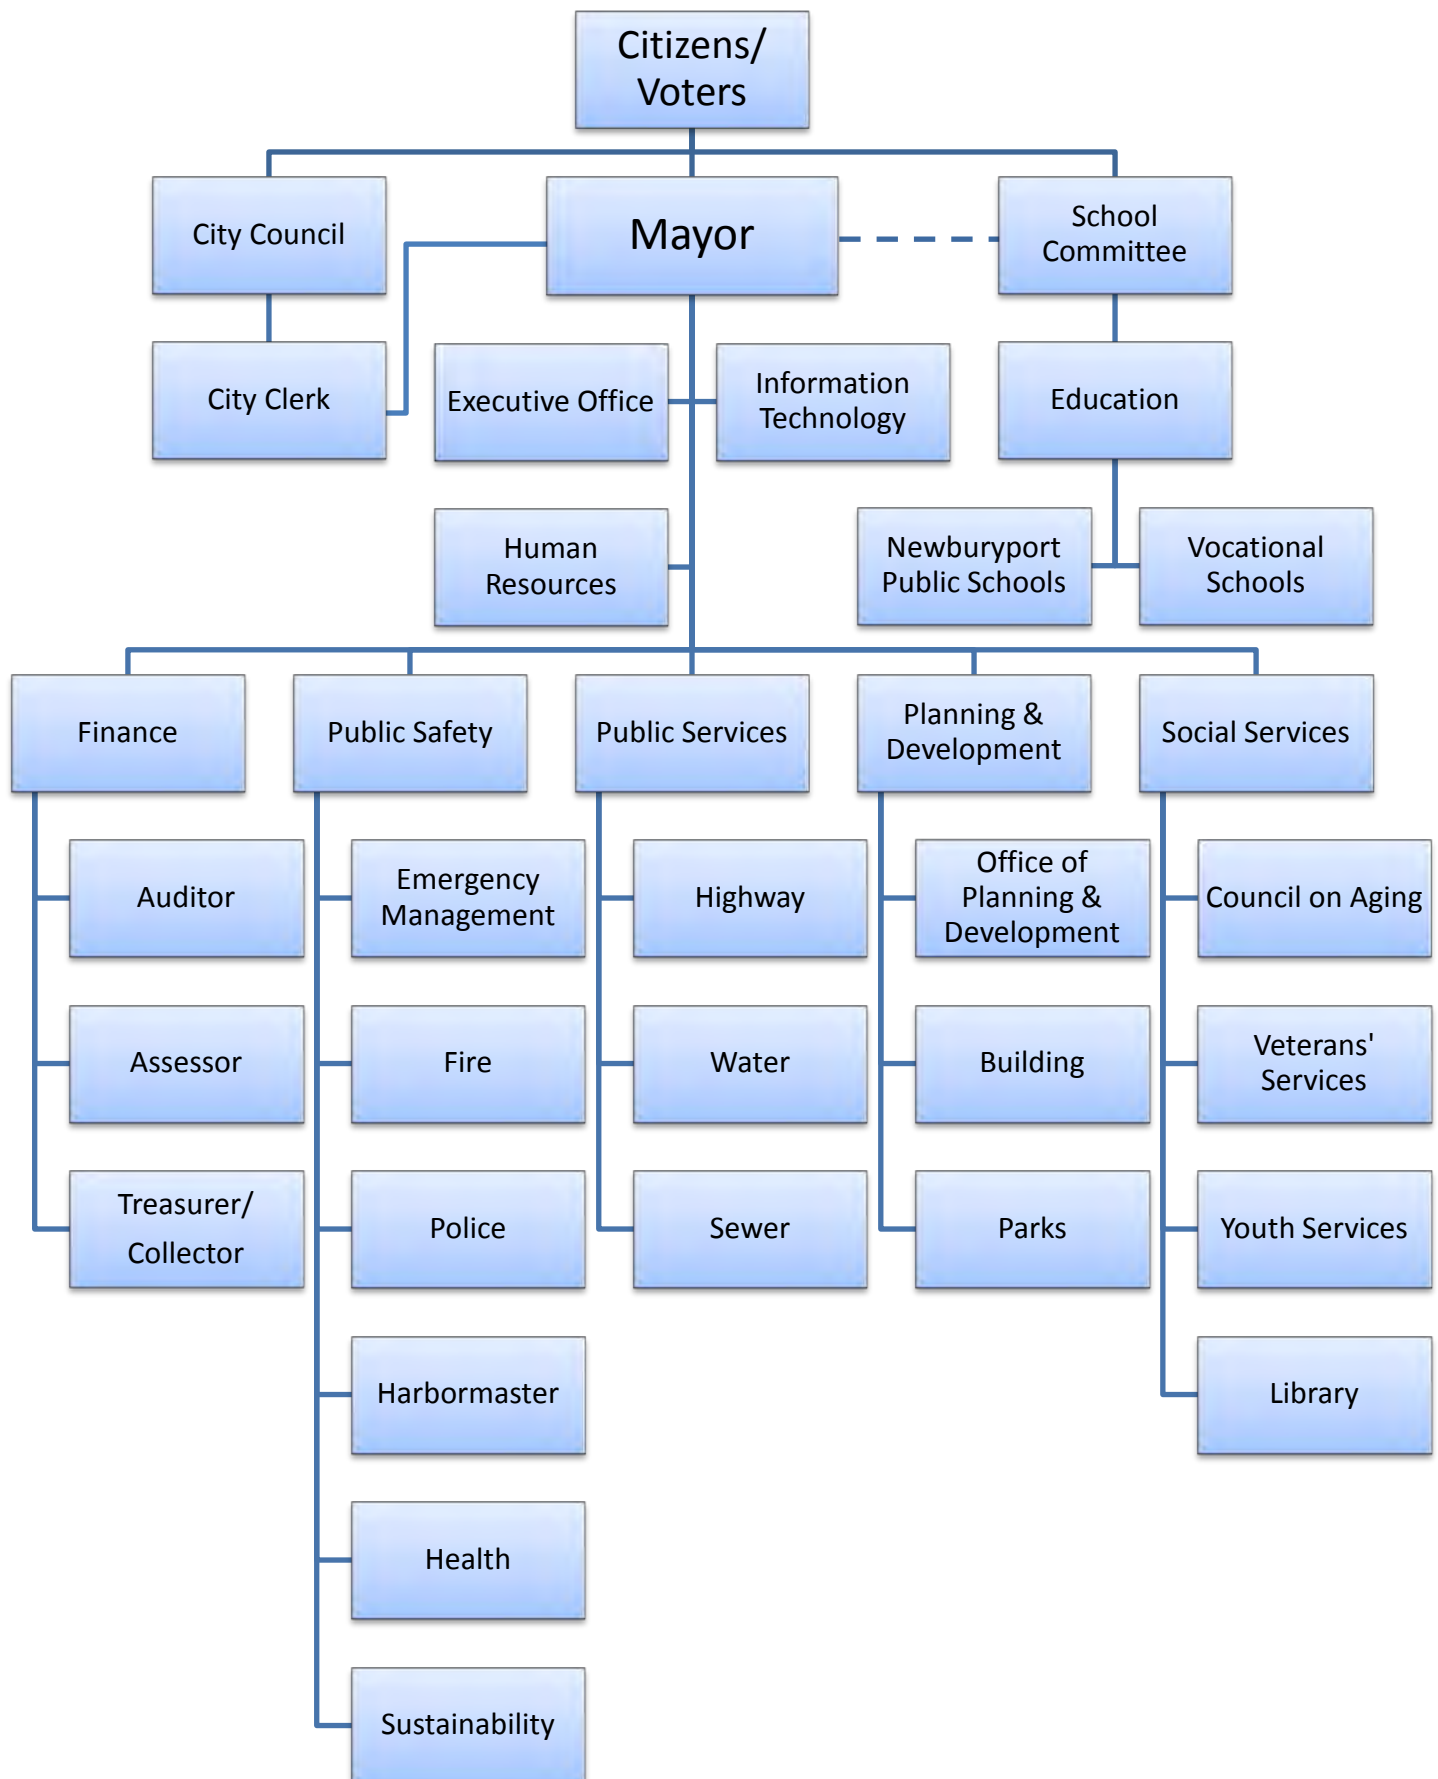 Citizens/
Voters
City Council
Mayor
School
Committee
City Clerk
Executive Office
Information
Technology
Education
Human
Resources
Newburyport
Public Schools
Vocational
Schools
Finance
Public Safety
Public Services
Planning &
Development
Social Services
Auditor
Emergency
Management
Highway
Office of
Planning &
Development
Council on Aging
Assessor
Fire
Water
Building
Veterans'
Services
Treasurer/
Collector
Police
Sewer
Parks
Youth Services
Harbormaster
Library
Health
Sustainability